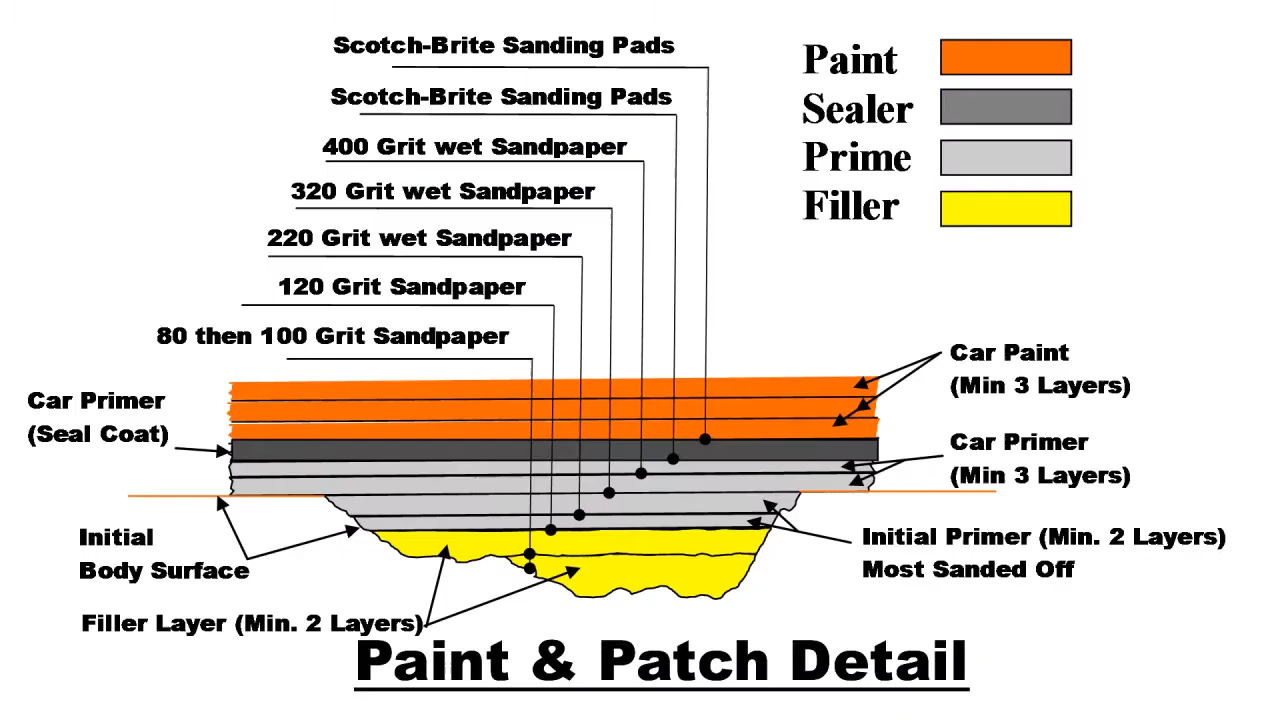 Scotch-Brite Sanding Pads
Scotch-Brite Sanding Pads
400 Grit wet Sandpaper
320 Grit wet Sandpaper
220 Grit wet Sandpaper
120 Grit Sandpaper
80 then 100 Grit Sandpaper
Paint
Sealer
Prime
Filler
Car Primer
(Seal Coat)
Car Paint
(Min 3 Layers)
Car Primer
(Min 3 Layers)
Initial
Body Surface
Initial Primer (Min. 2 Layers)
Most Sanded Off
Filler Layer (Min. 2 Layers)
Paint & Patch Detail